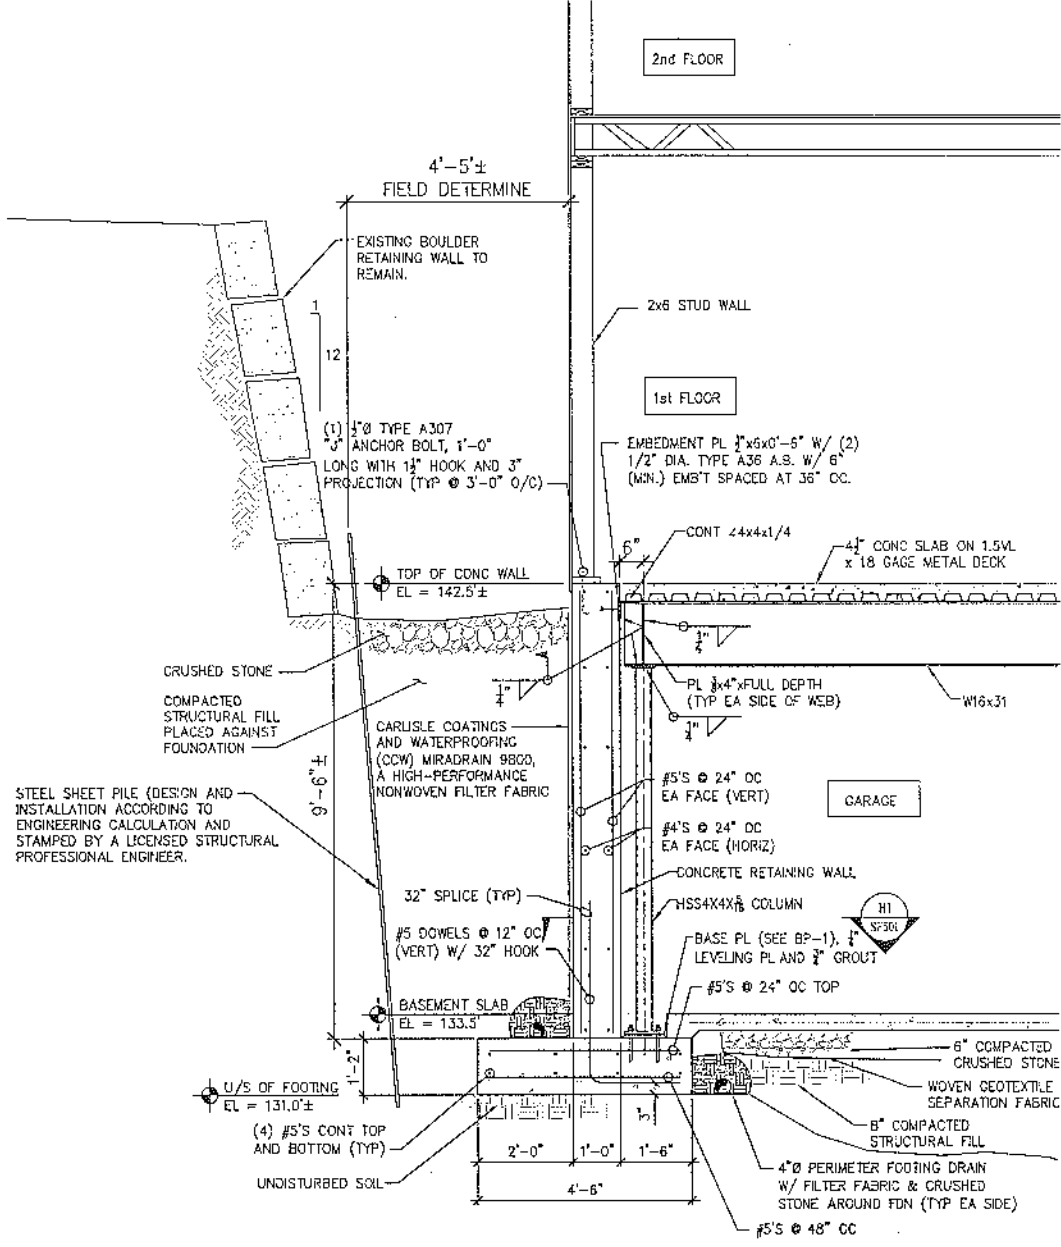 2nd FLOOR
4'-5"±
FIELD DETERMINE
EXISTING BOULDER
RETAINING WALL TO
REMAIN.
1
12
2x6 STUD WALL
1st FLOOR
(1) ½"Ø TYPE A307
"J" ANCHOR BOLT, 1'-0"
LONG WITH 1½" HOOK AND 3"
PROJECTION (TYP @ 3'-0" O/C)
EMBEDMENT PL x6x0'-6" W/ (2)
1/2" DIA. TYPE A36 A.B. W/ 6"
(MIN.) EMB'T SPACED AT 36" OC.
6"
CONT ∠4x4x1/4
4½" CONC SLAB ON 1.5VL
x 18 GAGE METAL DECK
TOP OF CONC WALL
EL = 142.5'±
¼"
CRUSHED STONE
¼"
PL x4"xFULL DEPTH
(TYP EA SIDE OF WEB)
W16x31
¼"
COMPACTED
STRUCTURAL FILL
PLACED AGAINST
FOUNDATION
CARLISLE COATINGS
AND WATERPROOFING
(CCW) MIRADRAIN 9800,
A HIGH-PERFORMANCE
NONWOVEN FILTER FABRIC
9'-6"±
#5'S @ 24" OC
EA FACE (VERT)
GARAGE
STEEL SHEET PILE (DESIGN AND
INSTALLATION ACCORDING TO
ENGINEERING CALCULATION AND
STAMPED BY A LICENSED STRUCTURAL
PROFESSIONAL ENGINEER.
#4'S @ 24" OC
EA FACE (HORIZ)
CONCRETE RETAINING WALL
32" SPLICE (TYP)
HSS4X4X5/16 COLUMN
H1
SP501
#5 DOWELS @ 12" OC
(VERT) W/ 32" HOOK
BASE PL (SEE BP-1), ¼"
LEVELING PL AND ¾" GROUT
#5'S @ 24" OC TOP
BASEMENT SLAB
EL = 133.5'
6" COMPACTED
CRUSHED STONE
1'-2"
U/S OF FOOTING
EL = 131.0'±
WOVEN GEOTEXTILE
SEPARATION FABRIC
3"
(4) #5'S CONT TOP
AND BOTTOM (TYP)
8" COMPACTED
STRUCTURAL FILL
2'-0"
1'-0"
1'-6"
UNDISTURBED SOIL
4'-6"
4"Ø PERIMETER FOOTING DRAIN
W/ FILTER FABRIC & CRUSHED
STONE AROUND FDN (TYP EA SIDE)
#5'S @ 48" OC